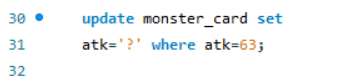 30 update monster_card set
31 atk='?' where atk=63;
32